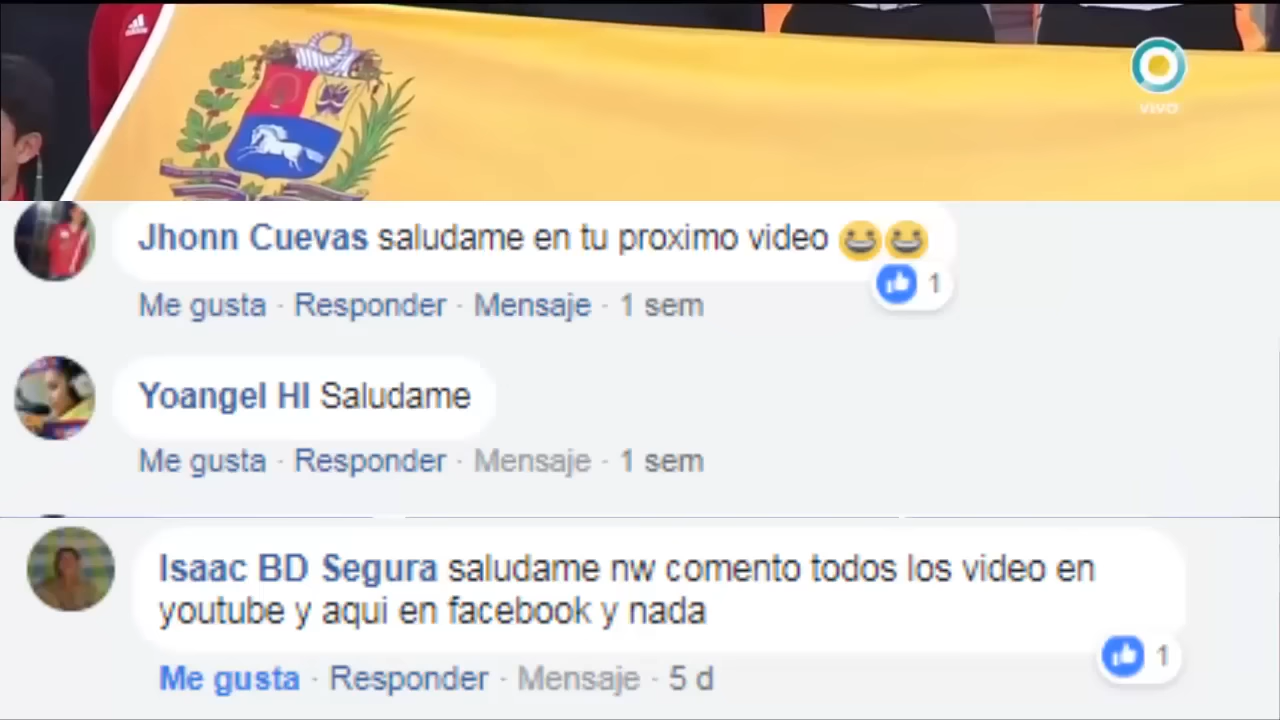 adidas
VIVO
Jhonn Cuevas saludame en tu proximo video
1
Me gusta · Responder · Mensaje · 1 sem
Yoangel HI Saludame
Me gusta · Responder · Mensaje · 1 sem
Isaac BD Segura saludame nw comento todos los video en
youtube y aqui en facebook y nada
1
Me gusta · Responder · Mensaje · 5 d